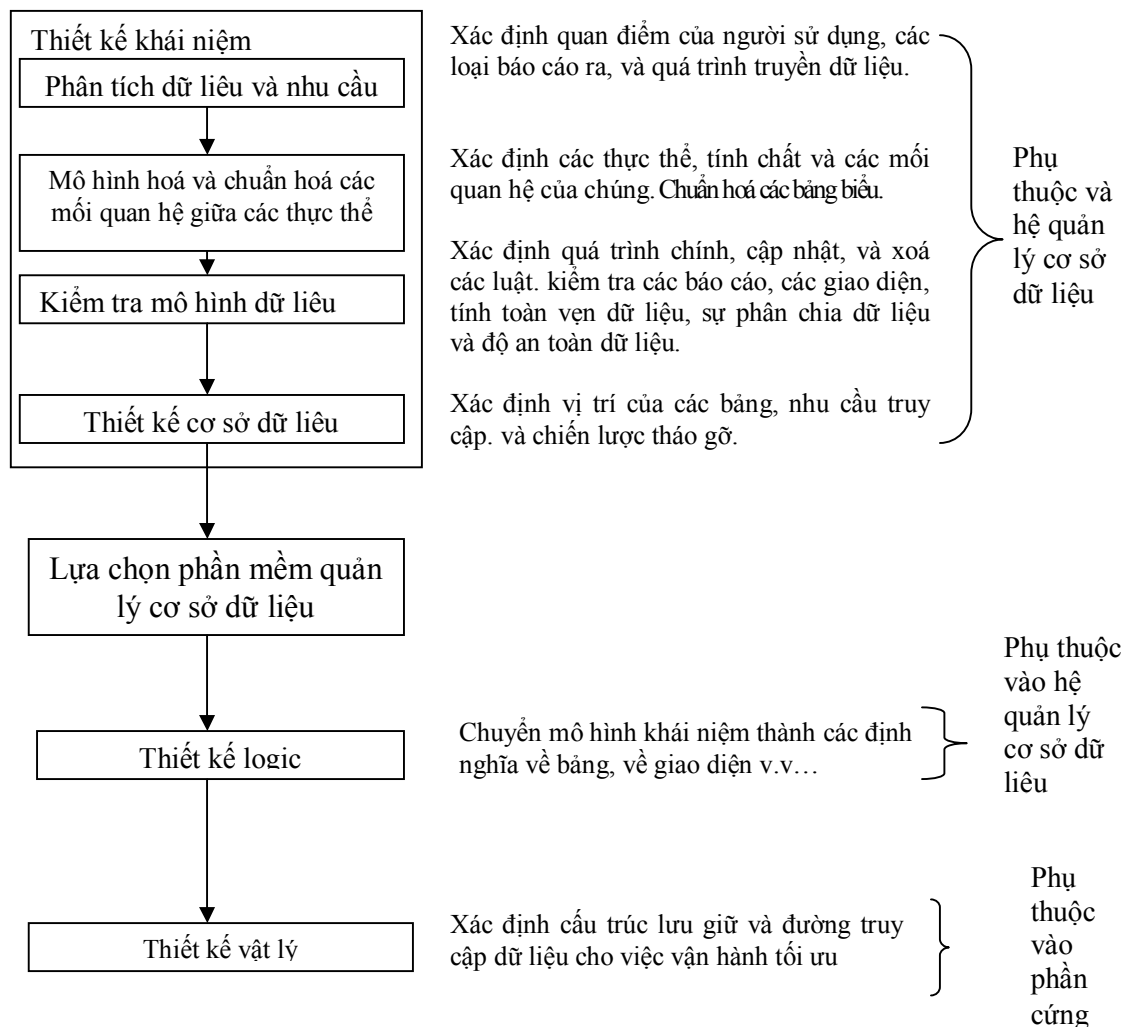 Thiết kế khái niệm
Phân tích dữ liêu và nhu cầu
Mô hình hoá và chuẩn hoá các
mối quan hệ giữa các thực thể
Kiểm tra mô hình dữ liêu
Thiết kế cơ sở dữ liêu
Lựa chọn phần mềm quản
lý cơ sở dữ liệu
Thiết kế logic
Thiết kế vật lý
Xác định quan điểm của người sử dụng, các
loại báo cáo ra, và quá trình truyền dữ liệu.
Xác định các thực thể, tính chất và các mối
quan hệ của chúng. Chuẩn hoá các bảng biểu.
Xác định quá trình chính, cập nhật, và xoá
các luật. kiểm tra các báo cáo, các giao diện,
tính toàn vẹn dữ liệu, sự phân chia dữ liệu
và độ an toàn dữ liệu.
Xác định vị trí của các bảng, nhu cầu truy
cập. và chiến lược tháo gỡ.
Chuyển mô hình khái niệm thành các định
nghĩa về bảng, về giao diện v.v…
Xác định cấu trúc lưu giữ và đường truy
cập dữ liệu cho việc vận hành tối ưu
Phụ
thuộc và
hệ quản
lý cơ sở
dữ liệu
Phụ thuộc
vào hệ
quản lý
cơ sở dữ
liêu
Phụ
thuộc
vào
phần
cứng